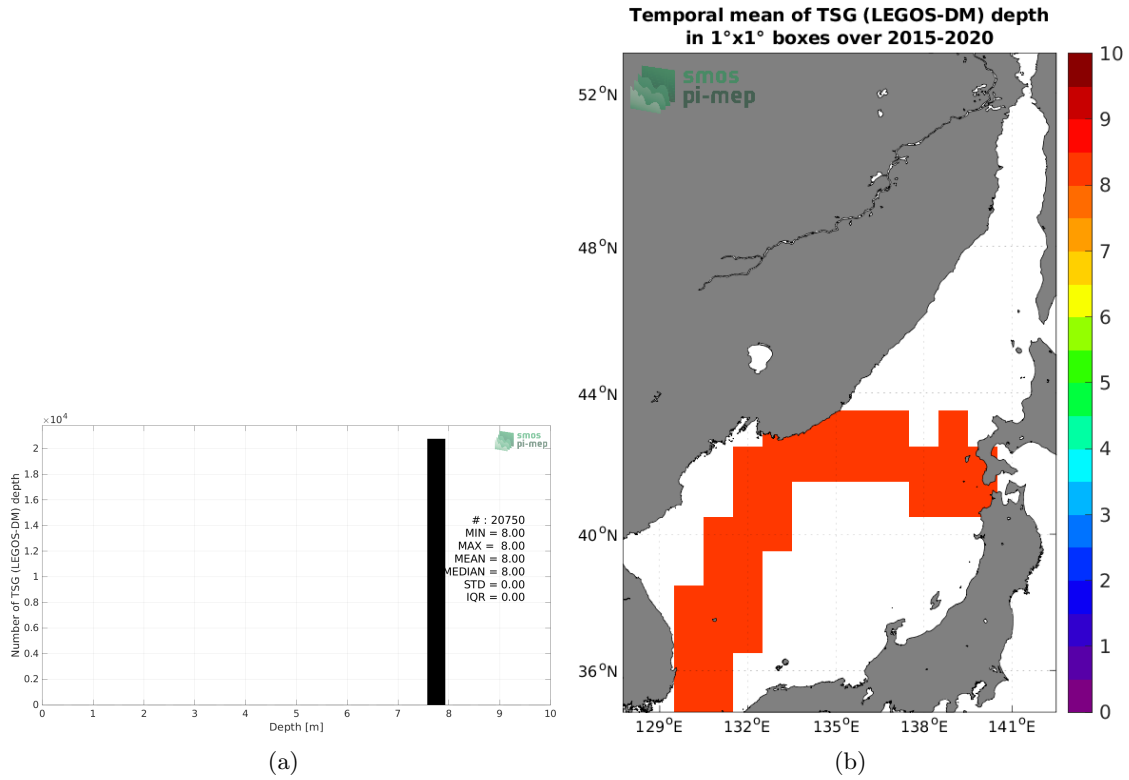 ×10⁴
2
1.8
1.6
1.4
1.2
1
0.8
0.6
0.4
0.2
0
Number of TSG (LEGOS-DM) depth
smos
pi-mep
# : 20750
MIN = 8.00
MAX = 8.00
MEAN = 8.00
MEDIAN = 8.00
STD = 0.00
IQR = 0.00
0 1 2 3 4 5 6 7 8 9 10
Depth [m]
(a)
Temporal mean of TSG (LEGOS-DM) depth
in 1°x1° boxes over 2015-2020
smos
pi-mep
52°N
48°N
44°N
40°N
36°N
129°E 132°E 135°E 138°E 141°E
10
9
8
7
6
5
4
3
2
1
0
(b)